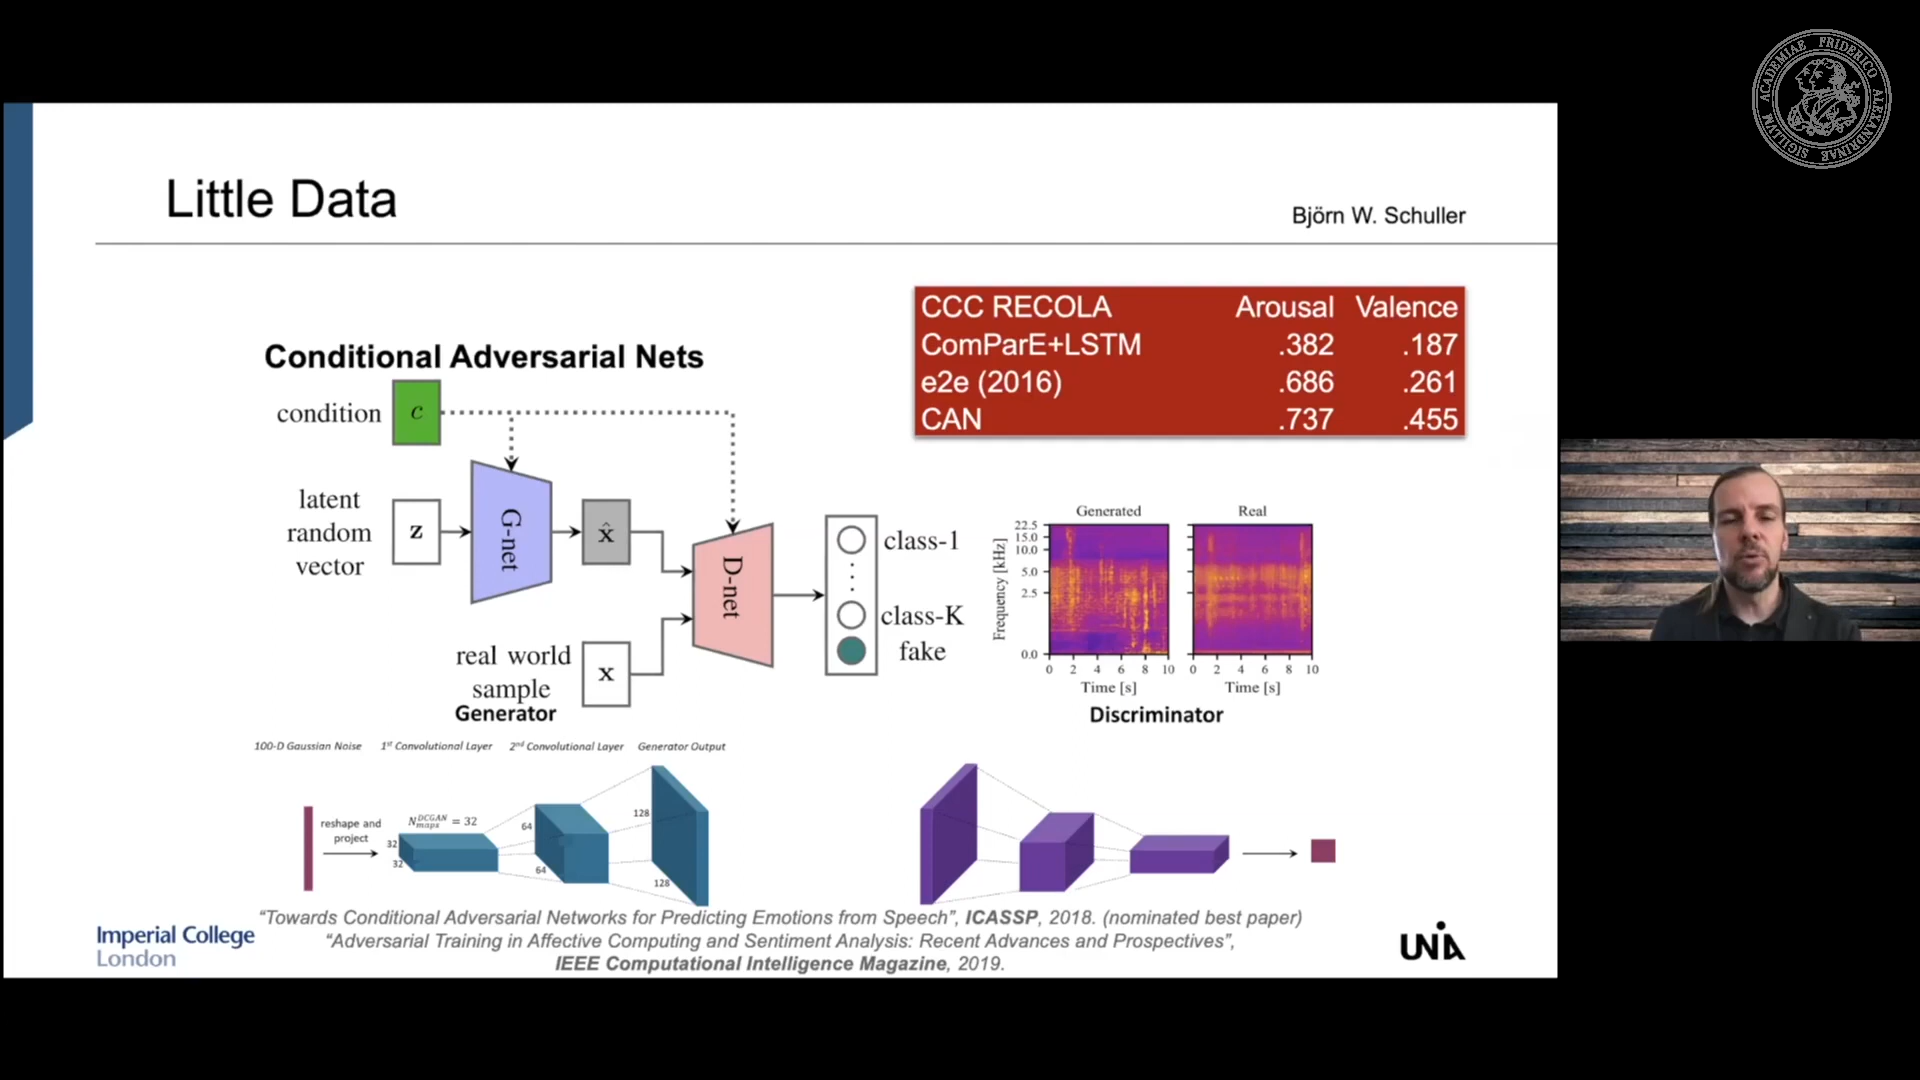 ACADEMIAE FRIDERICO ALEXANDRINAE SIGILLVM
Little Data
Björn W. Schuller
CCC RECOLA Arousal Valence
ComParE+LSTM .382 .187
e2e (2016) .686 .261
CAN .737 .455
Conditional Adversarial Nets
condition c
latent
random
vector
z
G-net
x̂
D-net
real world
sample
x
class-1
class-K
fake
Generated Real
Frequency [kHz]
22.5
15.0
10.0
5.0
2.5
0.0
0 2 4 6 8 10 0 2 4 6 8 10
Time [s] Time [s]
Generator
Discriminator
100-D Gaussian Noise 1st Convolutional Layer 2nd Convolutional Layer Generator Output
reshape and
project
N maps DCGAN = 32
32
32
64
64
128
128
"Towards Conditional Adversarial Networks for Predicting Emotions from Speech", ICASSP, 2018. (nominated best paper)
"Adversarial Training in Affective Computing and Sentiment Analysis: Recent Advances and Prospectives",
IEEE Computational Intelligence Magazine, 2019.
Imperial College
London
UNIA